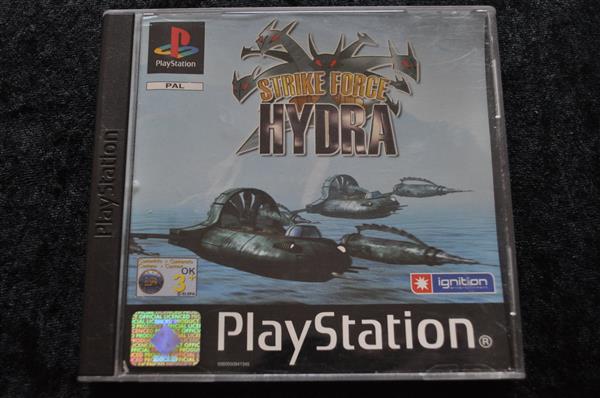 PlayStation
PlayStation
PAL
STRIKE FORCE
HYDRA
OK
3+
ignition
PlayStation®